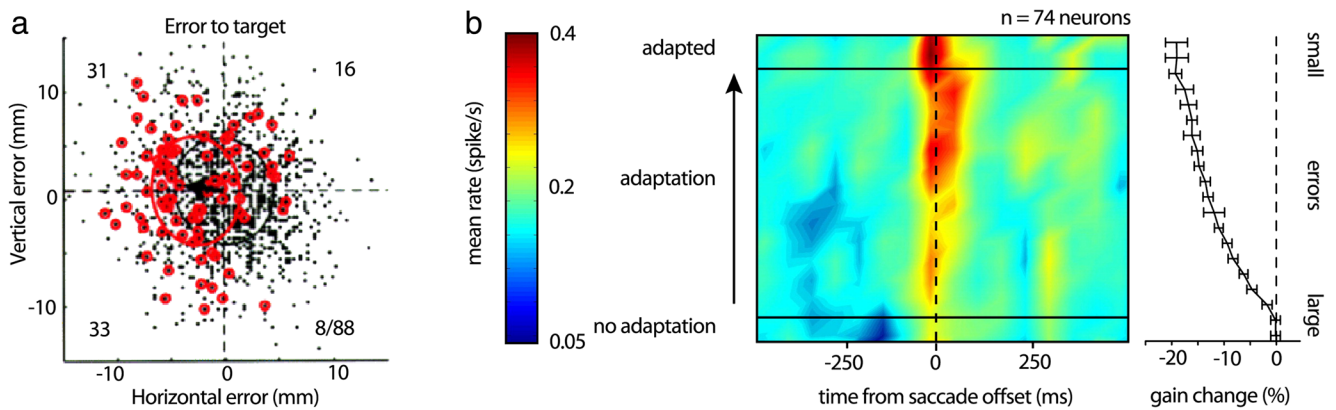 a
Error to target
31
16
33
8/88
10
0
-10
Vertical error (mm)
-10
0
10
Horizontal error (mm)
b
0.4
0.2
0.05
mean rate (spike/s)
n = 74 neurons
adapted
adaptation
no adaptation
-250
0
250
time from saccade offset (ms)
small
errors
large
-20
-10
0
gain change (%)